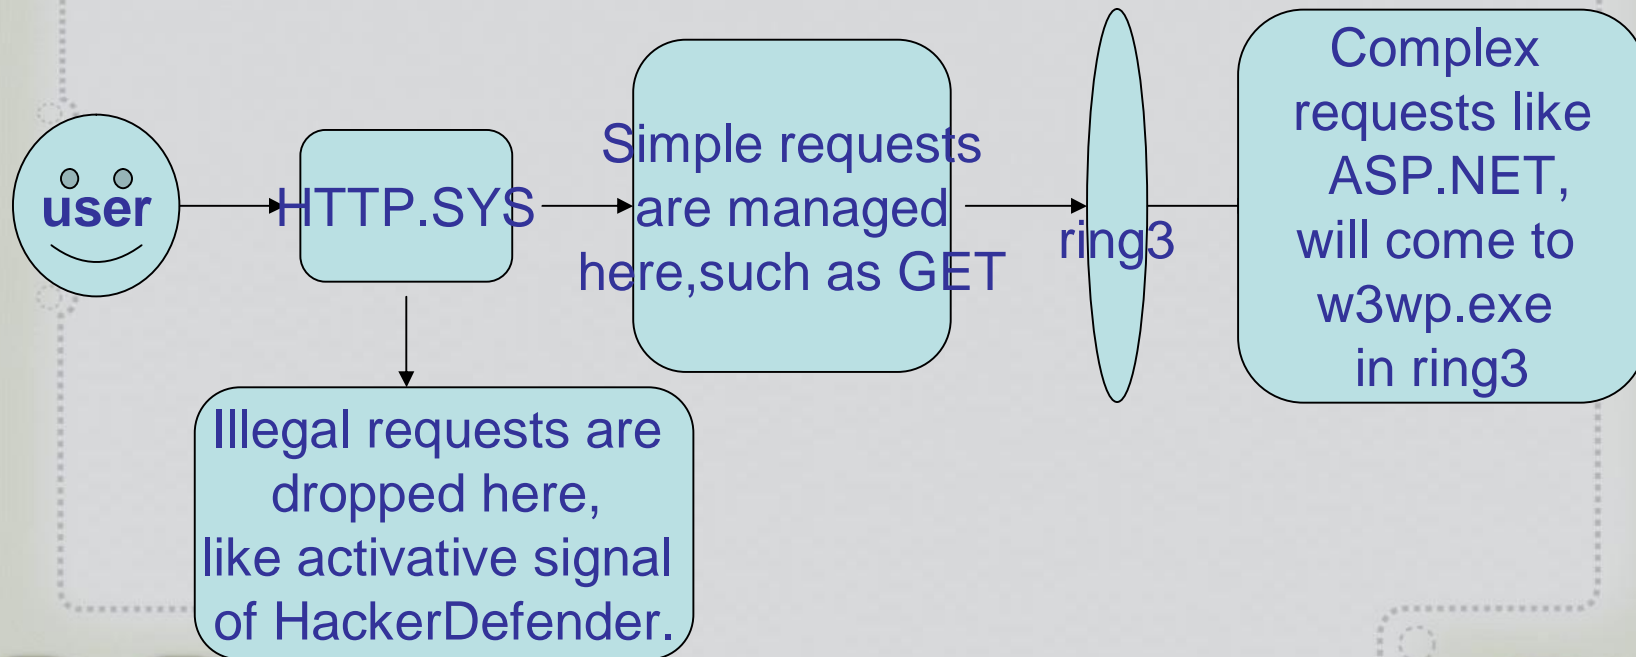 user
HTTP.SYS
Simple requests
are managed
here,such as GET
ring3
Complex
requests like
ASP.NET,
will come to
w3wp.exe
in ring3
Illegal requests are
dropped here,
like activative signal
of HackerDefender.